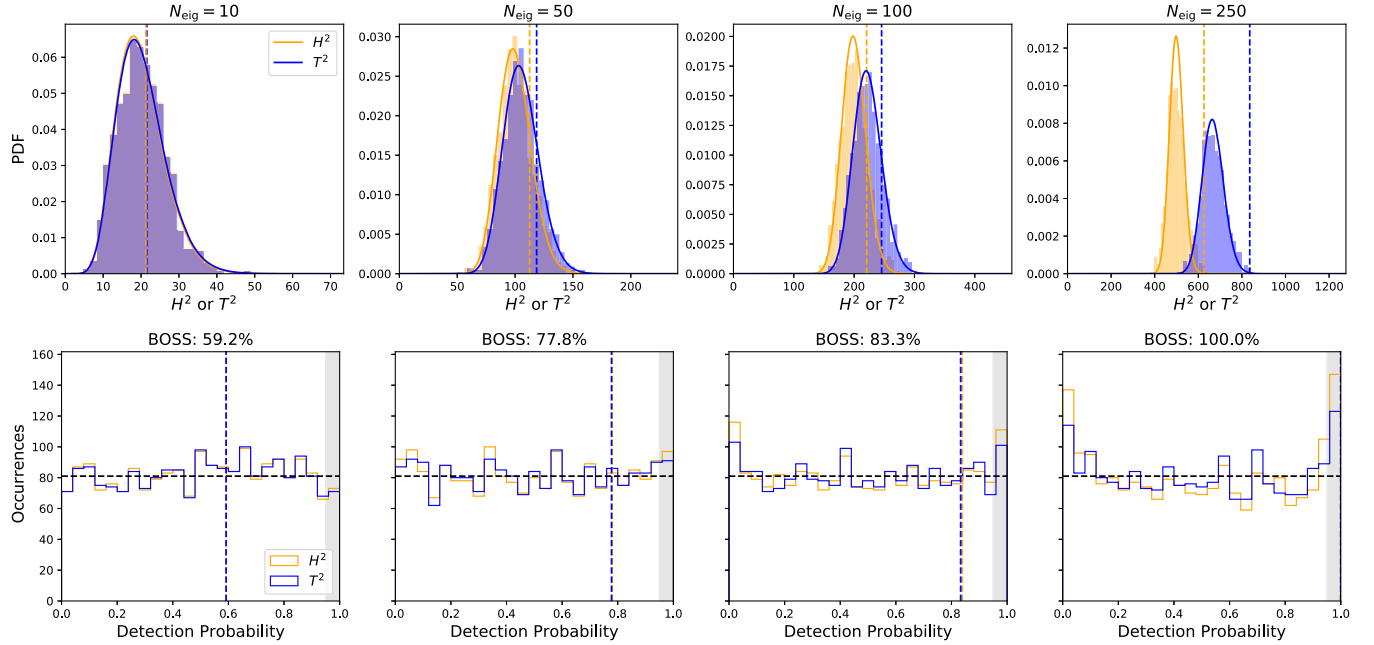 N_eig = 10
N_eig = 50
N_eig = 100
N_eig = 250
PDF
0.06
0.05
0.04
0.03
0.02
0.01
0.00
H²
T²
0 10 20 30 40 50 60 70
H² or T²
0.030
0.025
0.020
0.015
0.010
0.005
0.000
0 50 100 150 200
H² or T²
0.0200
0.0175
0.0150
0.0125
0.0100
0.0075
0.0050
0.0025
0.0000
0 100 200 300 400
H² or T²
0.012
0.010
0.008
0.006
0.004
0.002
0.000
0 200 400 600 800 1000 1200
H² or T²
BOSS: 59.2%
BOSS: 77.8%
BOSS: 83.3%
BOSS: 100.0%
Occurrences
160
140
120
100
80
60
40
20
0
H²
T²
0.0 0.2 0.4 0.6 0.8 1.0
Detection Probability
0.0 0.2 0.4 0.6 0.8 1.0
Detection Probability
0.0 0.2 0.4 0.6 0.8 1.0
Detection Probability
0.0 0.2 0.4 0.6 0.8 1.0
Detection Probability